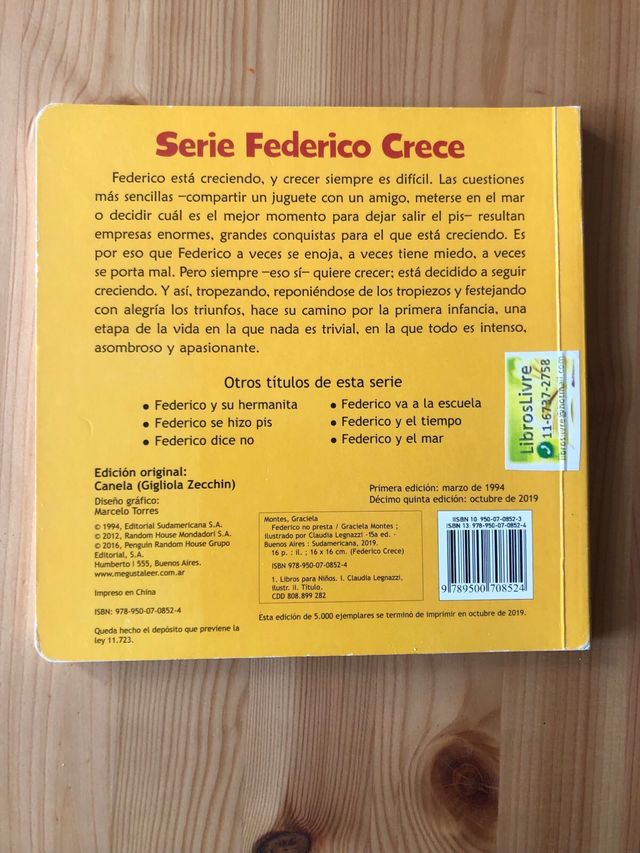 Serie Federico Crece
Federico está creciendo, y crecer siempre es difícil. Las cuestiones
más sencillas —compartir un juguete con un amigo, meterse en el mar
o decidir cuál es el mejor momento para dejar salir el pis— resultan
empresas enormes, grandes conquistas para el que está creciendo. Es
por eso que Federico a veces se enoja, a veces tiene miedo, a veces
se porta mal. Pero siempre —eso sí— quiere crecer; está decidido a seguir
creciendo. Y así, tropezando, reponiéndose de los tropiezos y festejando
con alegría los triunfos, hace su camino por la primera infancia, una
etapa de la vida en la que nada es trivial, en la que todo es intenso,
asombroso y apasionante.
Otros títulos de esta serie
• Federico y su hermanita
• Federico se hizo pis
• Federico dice no
• Federico va a la escuela
• Federico y el tiempo
• Federico y el mar
LibrosLivre
11-6737-2758
libroslivre@hotmail.com
Edición original:
Canela (Gigliola Zecchin)
Diseño gráfico:
Marcelo Torres
© 1994, Editorial Sudamericana S.A.
© 2012, Random House Mondadori S.A.
© 2016, Penguin Random House Grupo
Editorial, S.A.
Humberto I 555, Buenos Aires.
www.megustaleer.com.ar
Impreso en China
ISBN: 978-950-07-0852-4
Queda hecho el depósito que previene la
ley 11.723.
Primera edición: marzo de 1994
Décimo quinta edición: octubre de 2019
Montes, Graciela
Federico no presta / Graciela Montes ;
ilustrado por Claudia Legnazzi -15a ed. -
Buenos Aires : Sudamericana, 2019.
16 p. : il. ; 16 x 16 cm. (Federico Crece)
ISBN 978-950-07-0852-4
1. Libros para Niños. I. Claudia Legnazzi,
ilustr. II. Título.
CDD 808.899 282
Esta edición de 5.000 ejemplares se terminó de imprimir en octubre de 2019.
IISBN 10: 950-07-0852-3
ISBN 13: 978-950-07-0852-4
9 789500 708524